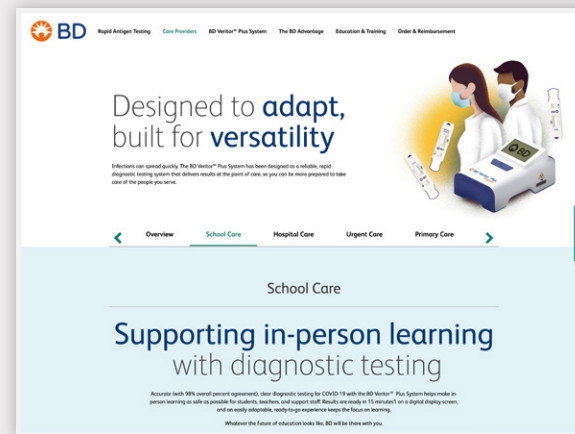 BD
Rapid Antigen Testing   Care Providers   BD Veritor™ Plus System   The BD Advantage   Education & Training   Order & Reimbursement
Designed to adapt,
built for versatility
Infections can spread quickly. The BD Veritor™ Plus System has been designed as a reliable, rapid
diagnostic testing system that delivers results at the point of care, so you can be more prepared to take
care of the people you serve.
BD
Overview   School Care   Hospital Care   Urgent Care   Primary Care
School Care
Supporting in-person learning
with diagnostic testing
Accurate (with 98% overall percent agreement), clear diagnostic testing for COVID-19 with the BD Veritor™ Plus System helps make in-
person learning as safe as possible for students, teachers, and support staff. Results are ready in 15 minutes1 on a digital display screen,
and an easily adoptable, ready-to-go experience keeps the focus on learning.
Whatever the future of education looks like, BD will be there with you.